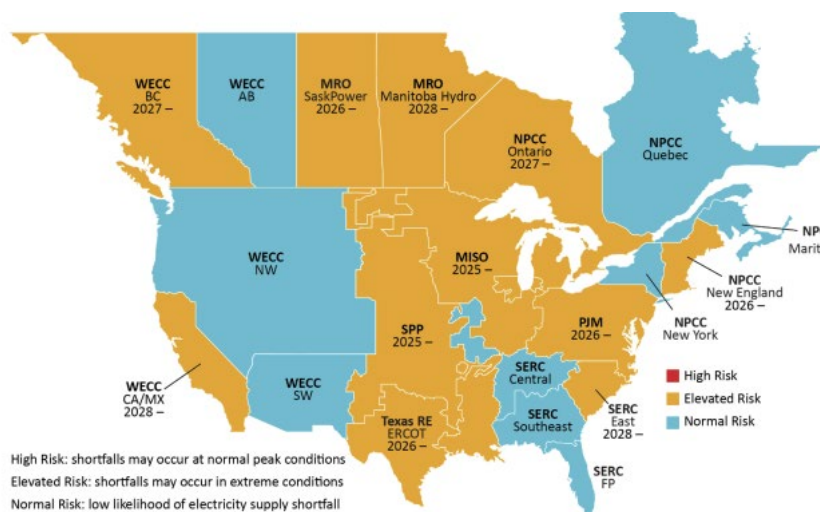 WECC
BC
2027 –
WECC
AB
MRO
SaskPower
2026 –
MRO
Manitoba Hydro
2028 –
NPCC
Ontario
2027 –
NPCC
Quebec
NP
Marit
NPCC
New England
2026 –
NPCC
New York
WECC
NW
MISO
2025 –
SPP
2025 –
PJM
2026 –
WECC
CA/MX
2028 –
WECC
SW
SERC
Central
SERC
Southeast
SERC
East
2028 –
SERC
FP
Texas RE
ERCOT
2026 –
High Risk
Elevated Risk
Normal Risk
High Risk: shortfalls may occur at normal peak conditions
Elevated Risk: shortfalls may occur in extreme conditions
Normal Risk: low likelihood of electricity supply shortfall